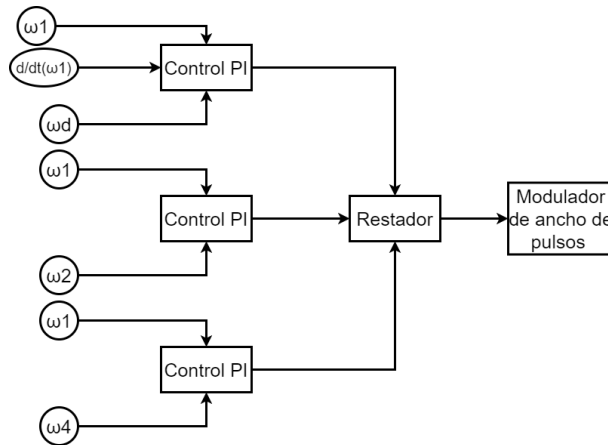 ω1
d/dt(ω1)
Control PI
ωd
ω1
Control PI
Restador
Modulador
de ancho de
pulsos
ω2
ω1
Control PI
ω4